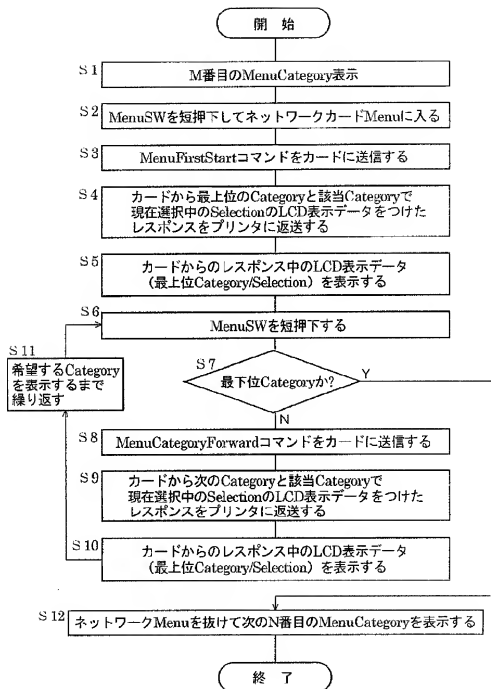 開 始
S1
M番目のMenuCategory表示
S2
MenuSWを短押下してネットワークカードMenuに入る
S3
MenuFirstStartコマンドをカードに送信する
S4
カードから最上位のCategoryと該当Categoryで
現在選択中のSelectionのLCD表示データをつけた
レスポンスをプリンタに返送する
S5
カードからのレスポンス中のLCD表示データ
（最上位Category/Selection）を表示する
S6
MenuSWを短押下する
S11
希望するCategory
を表示するまで
繰り返す
S7
最下位Categoryか?
Y
N
S8
MenuCategoryForwardコマンドをカードに送信する
S9
カードから次のCategoryと該当Categoryで
現在選択中のSelectionのLCD表示データをつけた
レスポンスをプリンタに返送する
S10
カードからのレスポンス中のLCD表示データ
（最上位Category/Selection）を表示する
S12
ネットワークMenuを抜けて次のN番目のMenuCategoryを表示する
終 了